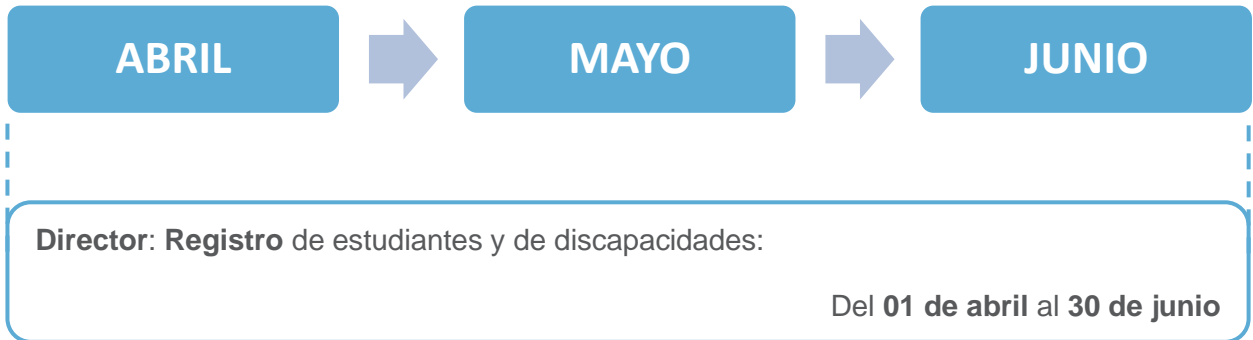 ABRIL MAYO JUNIO
Director: Registro de estudiantes y de discapacidades:
Del 01 de abril al 30 de junio